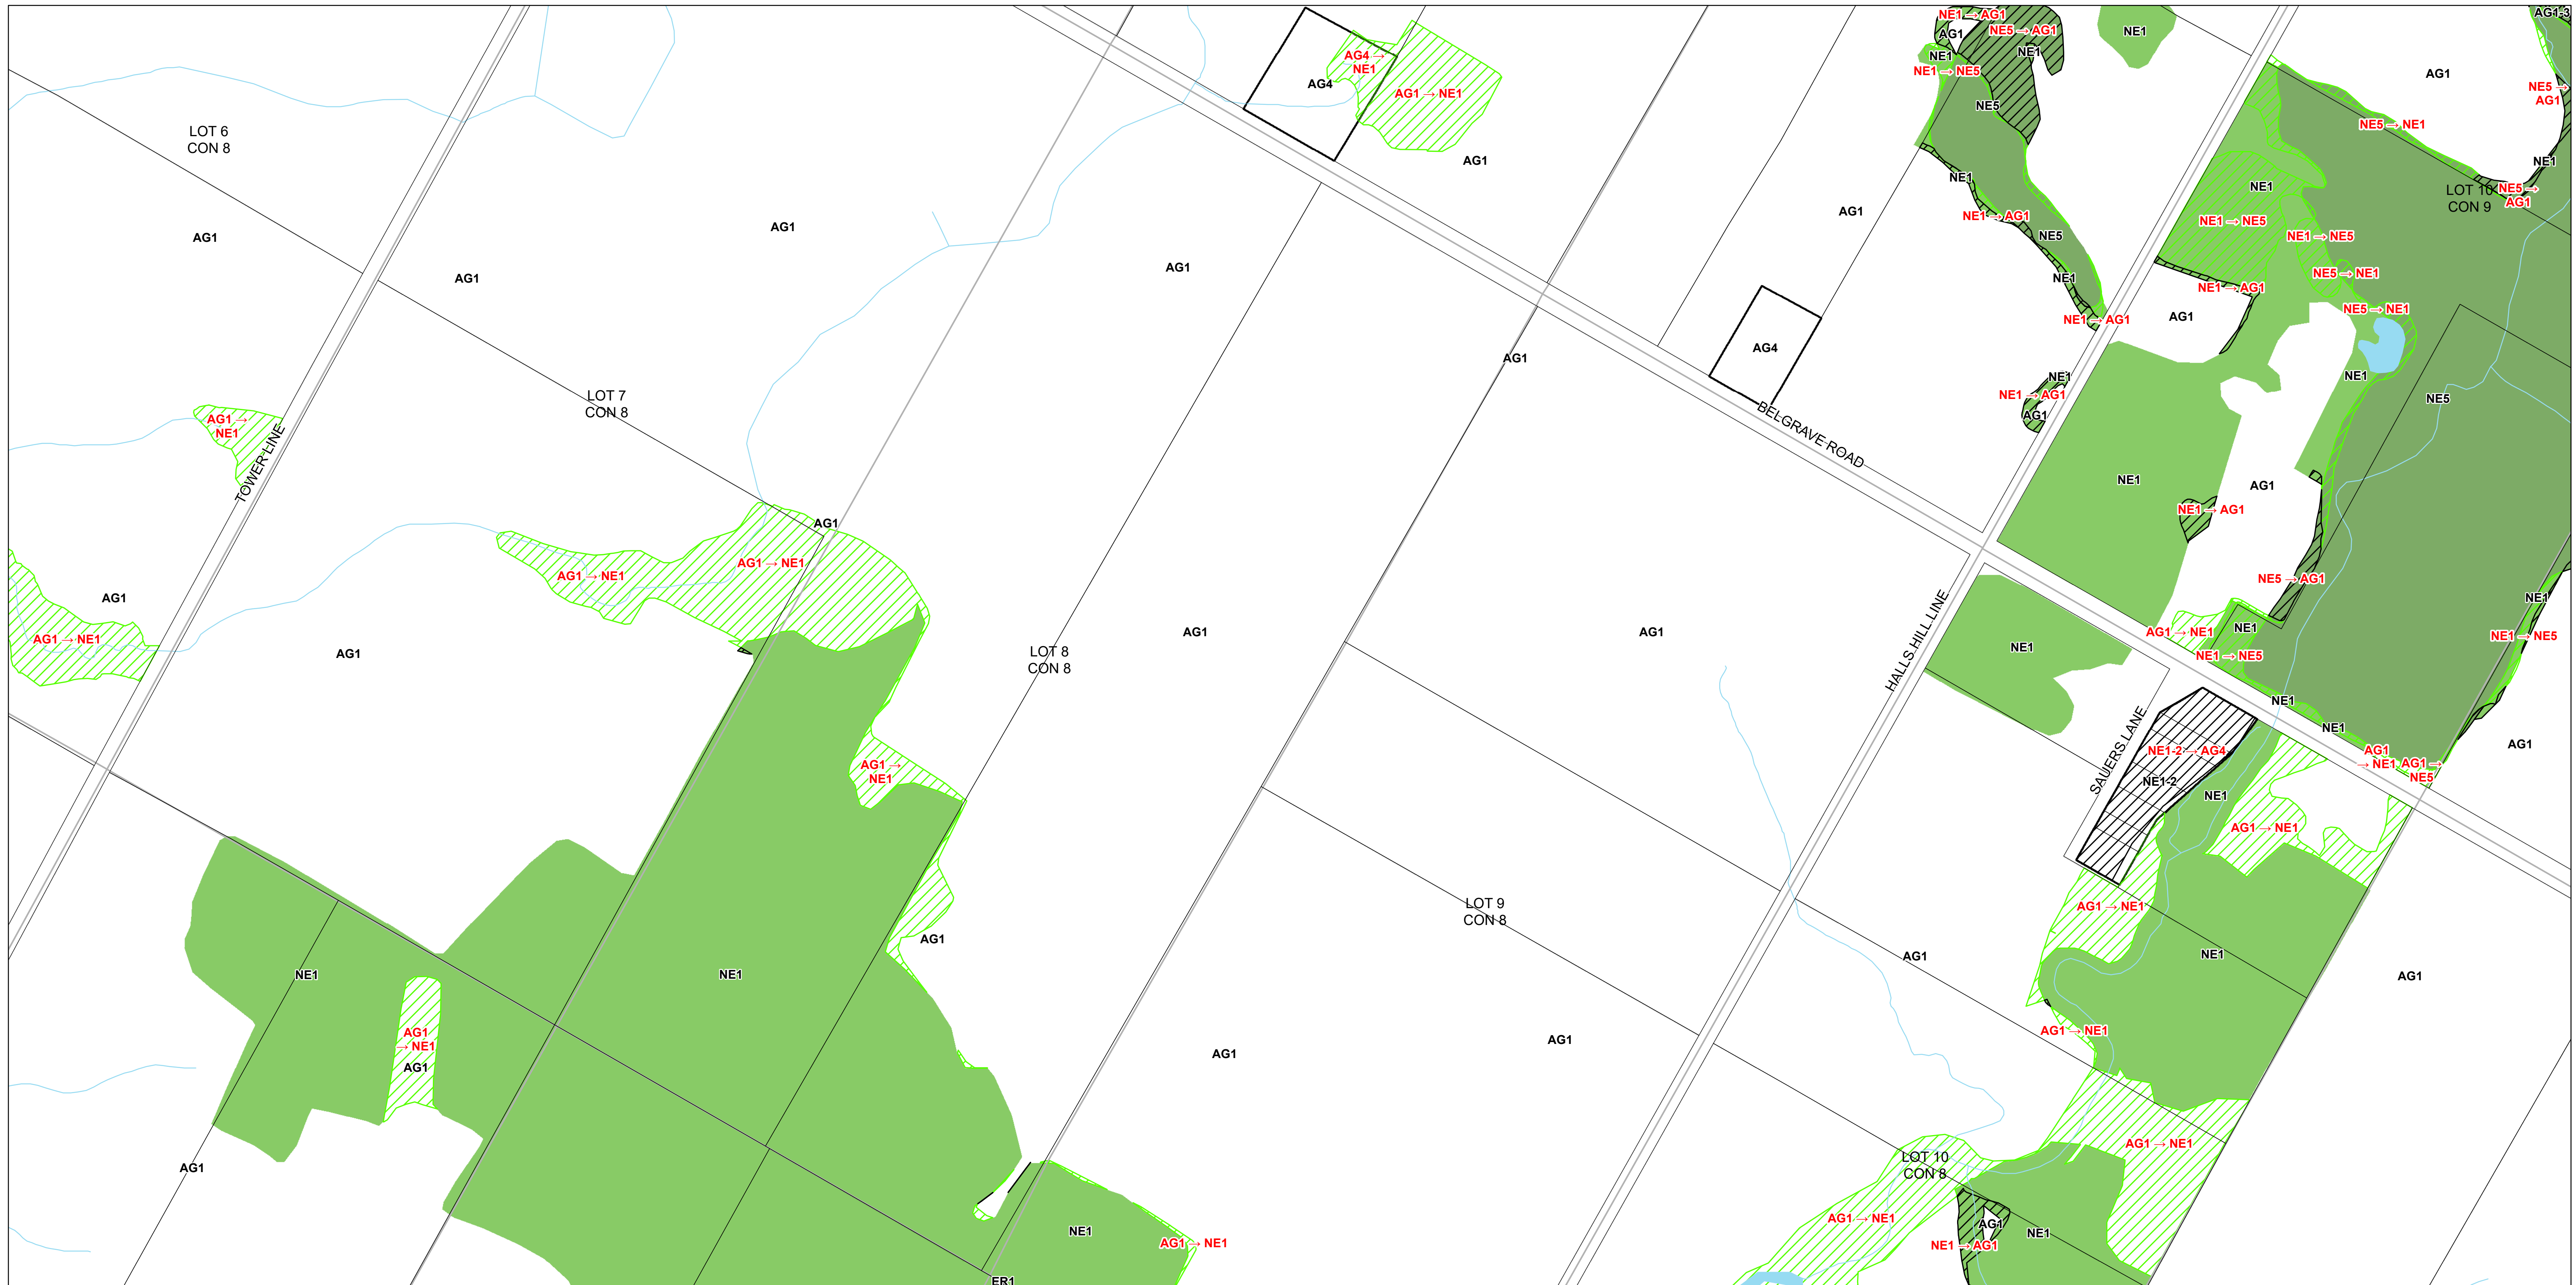 NE1 → AG1
AG1-3
NE5 → AG1
AG1
NE1
NE1
NE1
AG4 →
NE1
AG4
AG1 → NE1
NE1 → NE5
NE5
AG1
NE5 →
AG1
NE5 → NE1
LOT 6
CON 8
AG1
NE1
NE1
NE1
LOT 10
CON 9
NE5 →
AG1
AG1
NE1 → AG1
NE1 → NE5
AG1
AG1
NE5
NE1 → NE5
AG1
AG1
NE1
NE5 → NE1
NE1 → AG1
NE5 → NE1
NE1 → AG1
AG1
AG4
AG1
NE1
NE1
NE1 → AG1
AG1
NE5
LOT 7
CON 8
BELGRAVE ROAD
AG1 →
NE1
TOWER LINE
NE1
AG1
NE1 → AG1
AG1
AG1 → NE1
AG1 → NE1
NE5 → AG1
AG1
NE1
HALLS HILL LINE
AG1 → NE1
AG1
AG1
AG1
AG1 → NE1
NE1
NE1 → NE5
NE1 → NE5
NE1
LOT 8
CON 8
NE1
NE1
SAUERS LANE
NE1-2 → AG4
NE1-2
NE1
AG1
→ NE1
AG1 →
NE5
AG1
AG1 →
NE1
AG1 → NE1
LOT 9
CON 8
AG1 → NE1
AG1
AG1
NE1
AG1
NE1
NE1
AG1
→ NE1
AG1
AG1
AG1
AG1 → NE1
AG1
AG1 → NE1
LOT 10
CON 8
AG1 → NE1
AG1
NE1
NE1
AG1 → NE1
NE1 → AG1
ER1